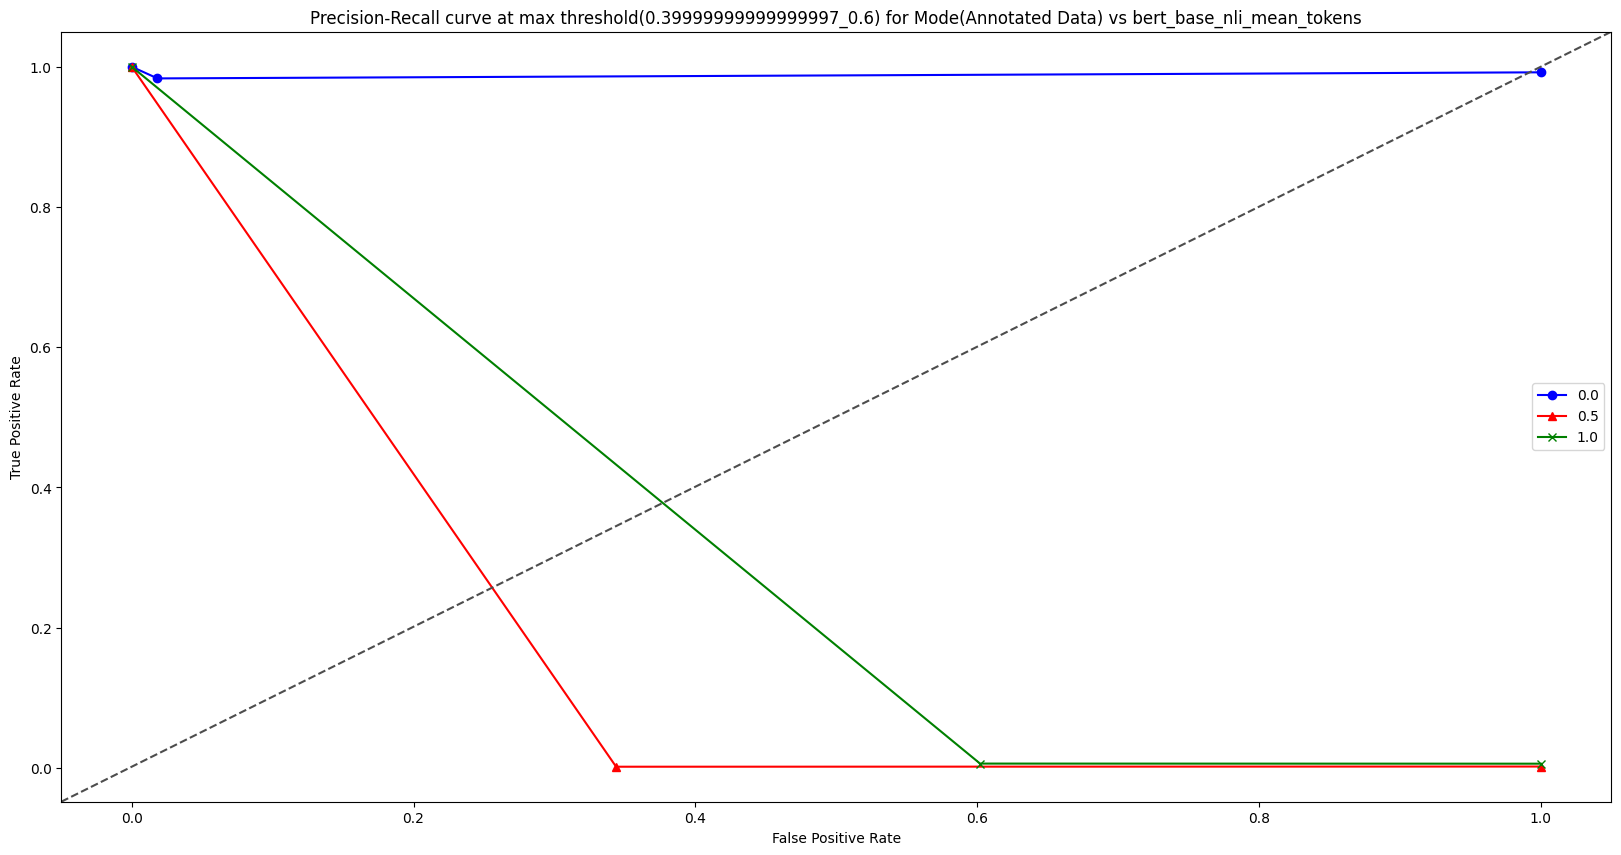 Precision-Recall curve at max threshold(0.39999999999999997_0.6) for Mode(Annotated Data) vs bert_base_nli_mean_tokens
1.0
0.8
0.6
0.4
0.2
0.0
True Positive Rate
0.0
0.5
1.0
0.0 0.2 0.4 0.6 0.8 1.0
False Positive Rate